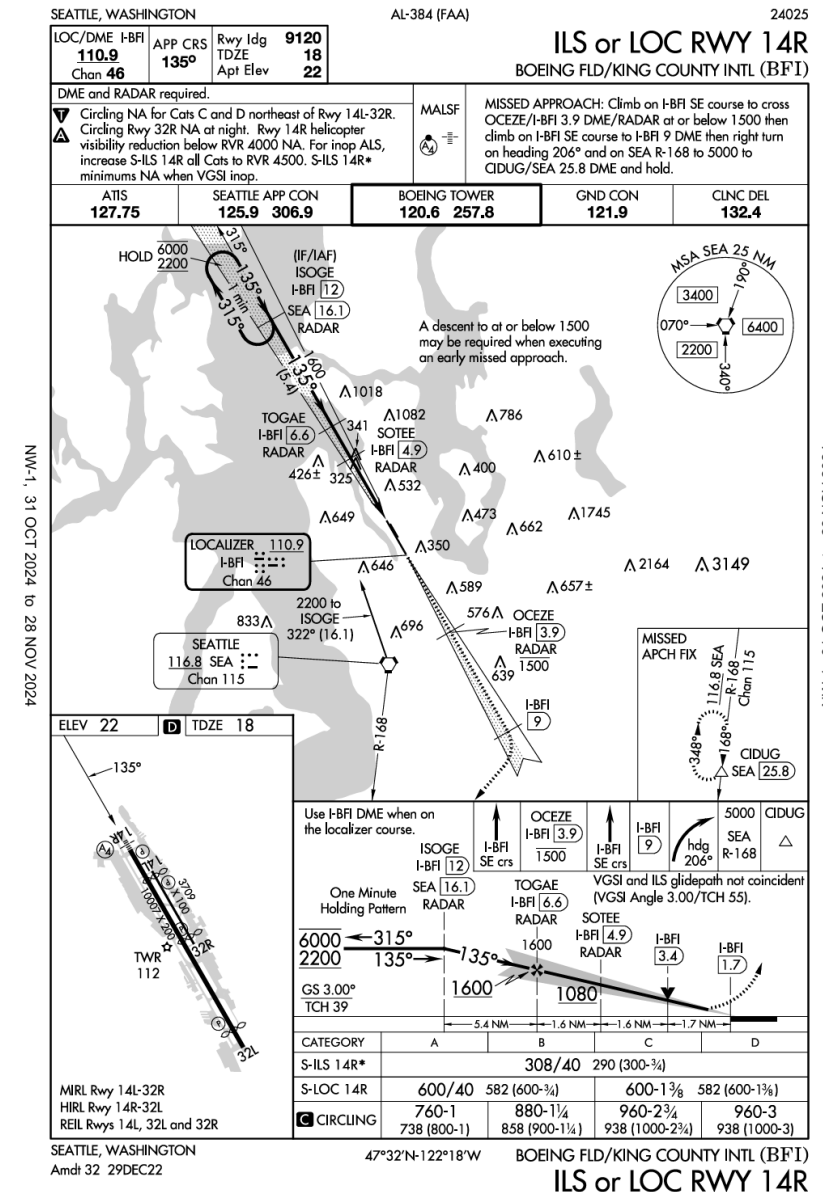 SEATTLE, WASHINGTON
AL-384 (FAA)
24025
LOC/DME I-BFI
110.9
Chan 46
APP CRS
135°
Rwy ldg 9120
TDZE 18
Apt Elev 22
ILS or LOC RWY 14R
BOEING FLD/KING COUNTY INTL (BFI)
DME and RADAR required.
T Circling NA for Cats C and D northeast of Rwy 14L-32R.
A Circling Rwy 32R NA at night. Rwy 14R helicopter
visibility reduction below RVR 4000 NA. For inop ALS,
increase S-ILS 14R all Cats to RVR 4500. S-ILS 14R*
minimums NA when VGSI inop.
MALSF
A4
MISSED APPROACH: Climb on I-BFI SE course to cross
OCEZE/I-BFI 3.9 DME/RADAR at or below 1500 then
climb on I-BFI SE course to I-BFI 9 DME then right turn
on heading 206° and on SEA R-168 to 5000 to
CIDUG/SEA 25.8 DME and hold.
ATIS
127.75
SEATTLE APP CON
125.9 306.9
BOEING TOWER
120.6 257.8
GND CON
121.9
CLNC DEL
132.4
HOLD 6000
2200
315°
135°
1 min
315°
(IF/IAF)
ISOGE
I-BFI 12
SEA 16.1
RADAR
A descent to at or below 1500
may be required when executing
an early missed approach.
MSA SEA 25 NM
190°
3400
070°
6400
2200
340°
1600
135°
(5.4)
1018
TOGAE
I-BFI 6.6
RADAR
341
1082
SOTEE
I-BFI 4.9
RADAR
786
610±
426±
325
400
532
649
473
662
1745
LOCALIZER 110.9
I-BFI
Chan 46
350
646
2164
3149
589
657±
2200 to
ISOGE
322° (16.1)
833
696
576
OCEZE
I-BFI 3.9
RADAR
1500
639
SEATTLE
116.8 SEA
Chan 115
R-168
I-BFI
9
MISSED
APCH FIX
116.8 SEA
R-168
Chan 115
348°
168°
CIDUG
SEA 25.8
NW-1, 31 OCT 2024 to 28 NOV 2024
ELEV 22
D
TDZE 18
135°
A4
14R
14L
P
P
3709 X 100
10007 X 200
TWR
112
32R
P
32L
MIRL Rwy 14L-32R
HIRL Rwy 14R-32L
REIL Rwys 14L, 32L and 32R
Use I-BFI DME when on
the localizer course.
I-BFI
SE crs
OCEZE
I-BFI 3.9
1500
I-BFI
SE crs
I-BFI
9
hdg
206°
5000
SEA
R-168
CIDUG
VGSI and ILS glidepath not coincident
(VGSI Angle 3.00/TCH 55).
One Minute
Holding Pattern
ISOGE
I-BFI 12
SEA 16.1
RADAR
TOGAE
I-BFI 6.6
RADAR
1600
SOTEE
I-BFI 4.9
RADAR
I-BFI
3.4
I-BFI
1.7
6000
2200
315°
135°
135°
1600
1080
GS 3.00°
TCH 39
5.4 NM
1.6 NM
1.6 NM
1.7 NM
CATEGORY A B C D
S-ILS 14R* 308/40 290 (300-¾)
S-LOC 14R 600/40 582 (600-¾) 600-1⅜ 582 (600-1⅜)
C CIRCLING
760-1
738 (800-1)
880-1¼
858 (900-1¼)
960-2¾
938 (1000-2¾)
960-3
938 (1000-3)
SEATTLE, WASHINGTON
Amdt 32 29DEC22
47°32'N-122°18'W
BOEING FLD/KING COUNTY INTL (BFI)
ILS or LOC RWY 14R